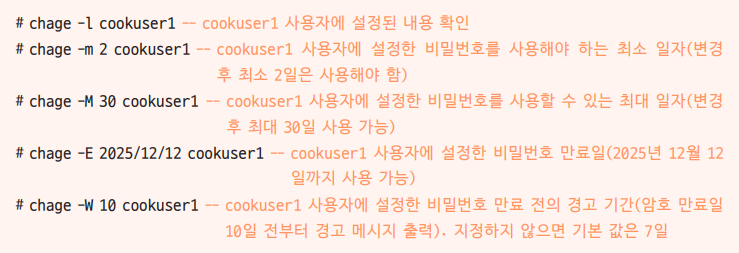 # chage -l cookuser1 -- cookuser1 사용자에 설정된 내용 확인
# chage -m 2 cookuser1 -- cookuser1 사용자에 설정한 비밀번호를 사용해야 하는 최소 일자(변경
후 최소 2일은 사용해야 함)
# chage -M 30 cookuser1 -- cookuser1 사용자에 설정한 비밀번호를 사용할 수 있는 최대 일자(변경
후 최대 30일 사용 가능)
# chage -E 2025/12/12 cookuser1 -- cookuser1 사용자에 설정한 비밀번호 만료일(2025년 12월 12
일까지 사용 가능)
# chage -W 10 cookuser1 -- cookuser1 사용자에 설정한 비밀번호 만료 전의 경고 기간(암호 만료일
10일 전부터 경고 메시지 출력). 지정하지 않으면 기본 값은 7일